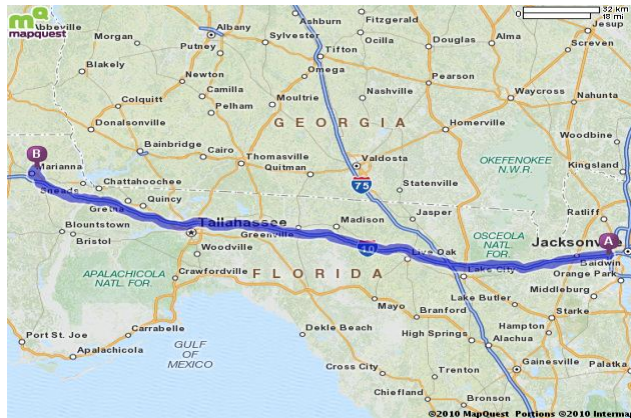 mapquest
32 km
0
18 mi
Abbeville
Albany
Ashburn
Fitzgerald
Jesup
Morgan
Sylvester
Ocilla
Douglas
Alma
Screven
Putney
Tifton
Blakely
Newton
Omega
Pearson
Camilla
Nashville
Waycross
Nahunta
Colquitt
Pelham
Moultrie
GEORGIA
Homerville
Donalsonville
Woodbine
Bainbridge
Cairo
Thomasville
Valdosta
OKEFENOKEE
N.W.R.
Kingsland
B
Marianna
Quitman
75
Statenville
Sneads
Chattahoochee
Quincy
Gretna
Jasper
Ratliff
Tallahassee
Madison
OSCEOLA
NATL.
FOR.
Jacksonville
A
Blountstown
Greenville
10
Live Oak
Baldwin
Bristol
Woodville
Lake City
Orange Park
APALACHICOLA
NATL. FOR.
Crawfordville
FLORIDA
Middleburg
Lake Butler
Mayo
Branford
Starke
Port St. Joe
Carrabelle
Dekle Beach
High Springs
Hampton
Apalachicola
GULF
OF
MEXICO
Alachua
Cross City
Trenton
Gainesville
Palatka
Chiefland
Bronson
©2010 MapQuest Portions ©2010 Intermap